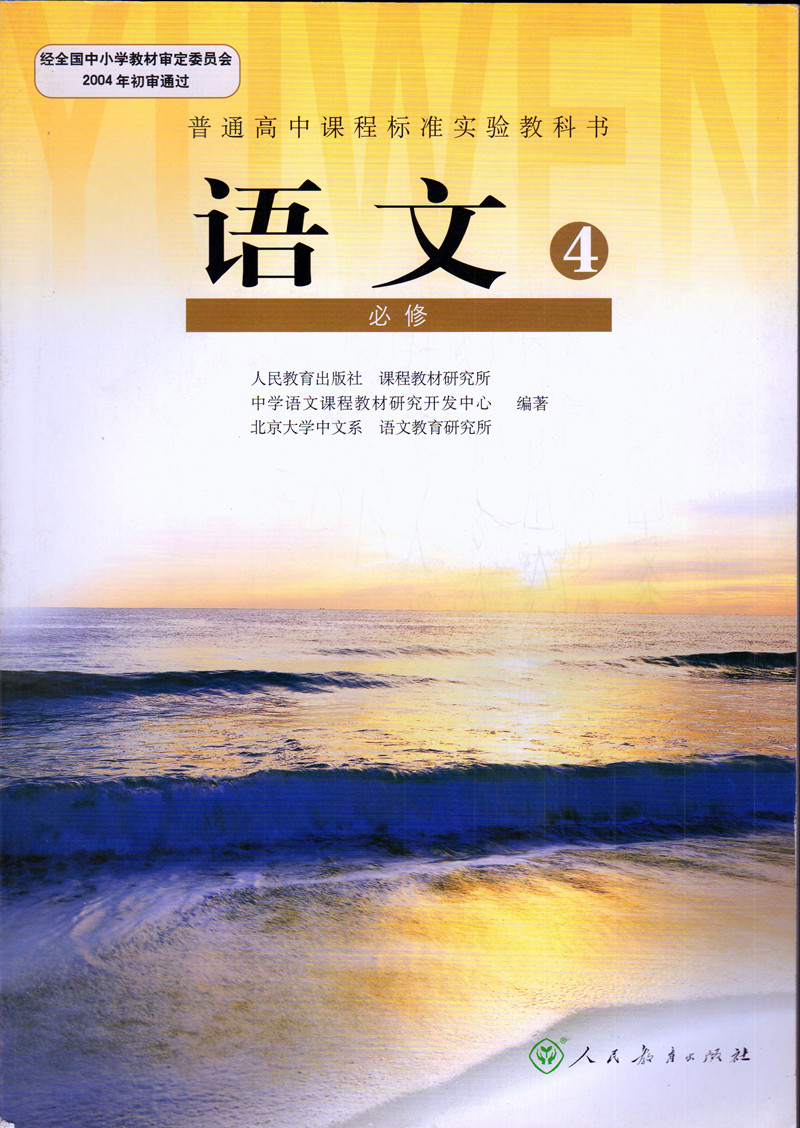 YUWEN
经全国中小学教材审定委员会
2004年初审通过
普通高中课程标准实验教科书
语文 4
必修
人民教育出版社 课程教材研究所
中学语文课程教材研究开发中心 编著
北京大学中文系 语文教育研究所
®
人民教育出版社